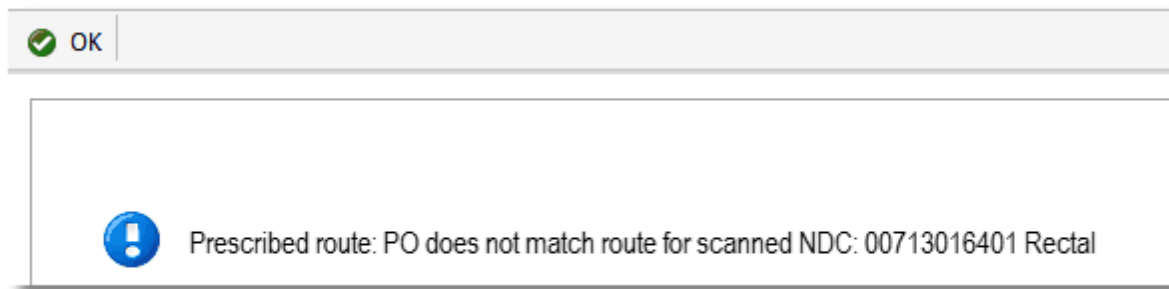 OK
Prescribed route: PO does not match route for scanned NDC: 00713016401 Rectal